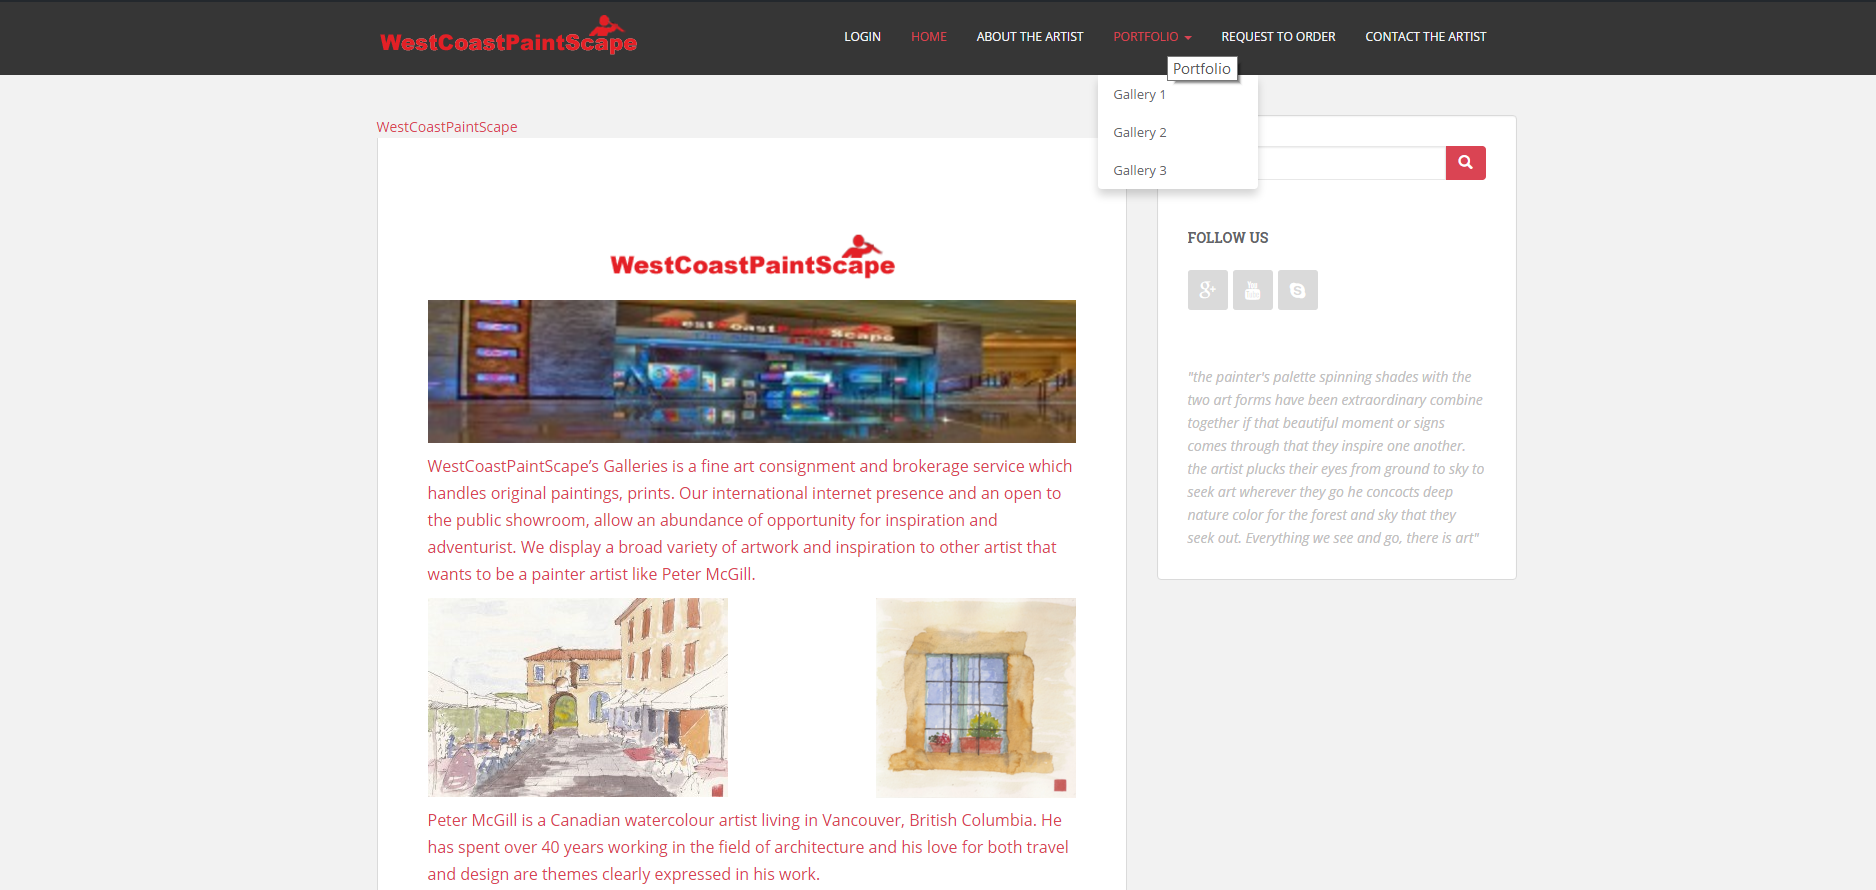 WestCoastPaintScape
LOGIN HOME ABOUT THE ARTIST PORTFOLIO REQUEST TO ORDER CONTACT THE ARTIST
Portfolio
Gallery 1
Gallery 2
Gallery 3
WestCoastPaintScape
WestCoastPaintScape
WestCoastPaintScape
WestCoastPaintScape's Galleries is a fine art consignment and brokerage service which
handles original paintings, prints. Our international internet presence and an open to
the public showroom, allow an abundance of opportunity for inspiration and
adventurist. We display a broad variety of artwork and inspiration to other artist that
wants to be a painter artist like Peter McGill.
Peter McGill is a Canadian watercolour artist living in Vancouver, British Columbia. He
has spent over 40 years working in the field of architecture and his love for both travel
and design are themes clearly expressed in his work.
FOLLOW US
g+ You Tube S
"the painter's palette spinning shades with the
two art forms have been extraordinary combine
together if that beautiful moment or signs
comes through that they inspire one another.
the artist plucks their eyes from ground to sky to
seek art wherever they go he concocts deep
nature color for the forest and sky that they
seek out. Everything we see and go, there is art"